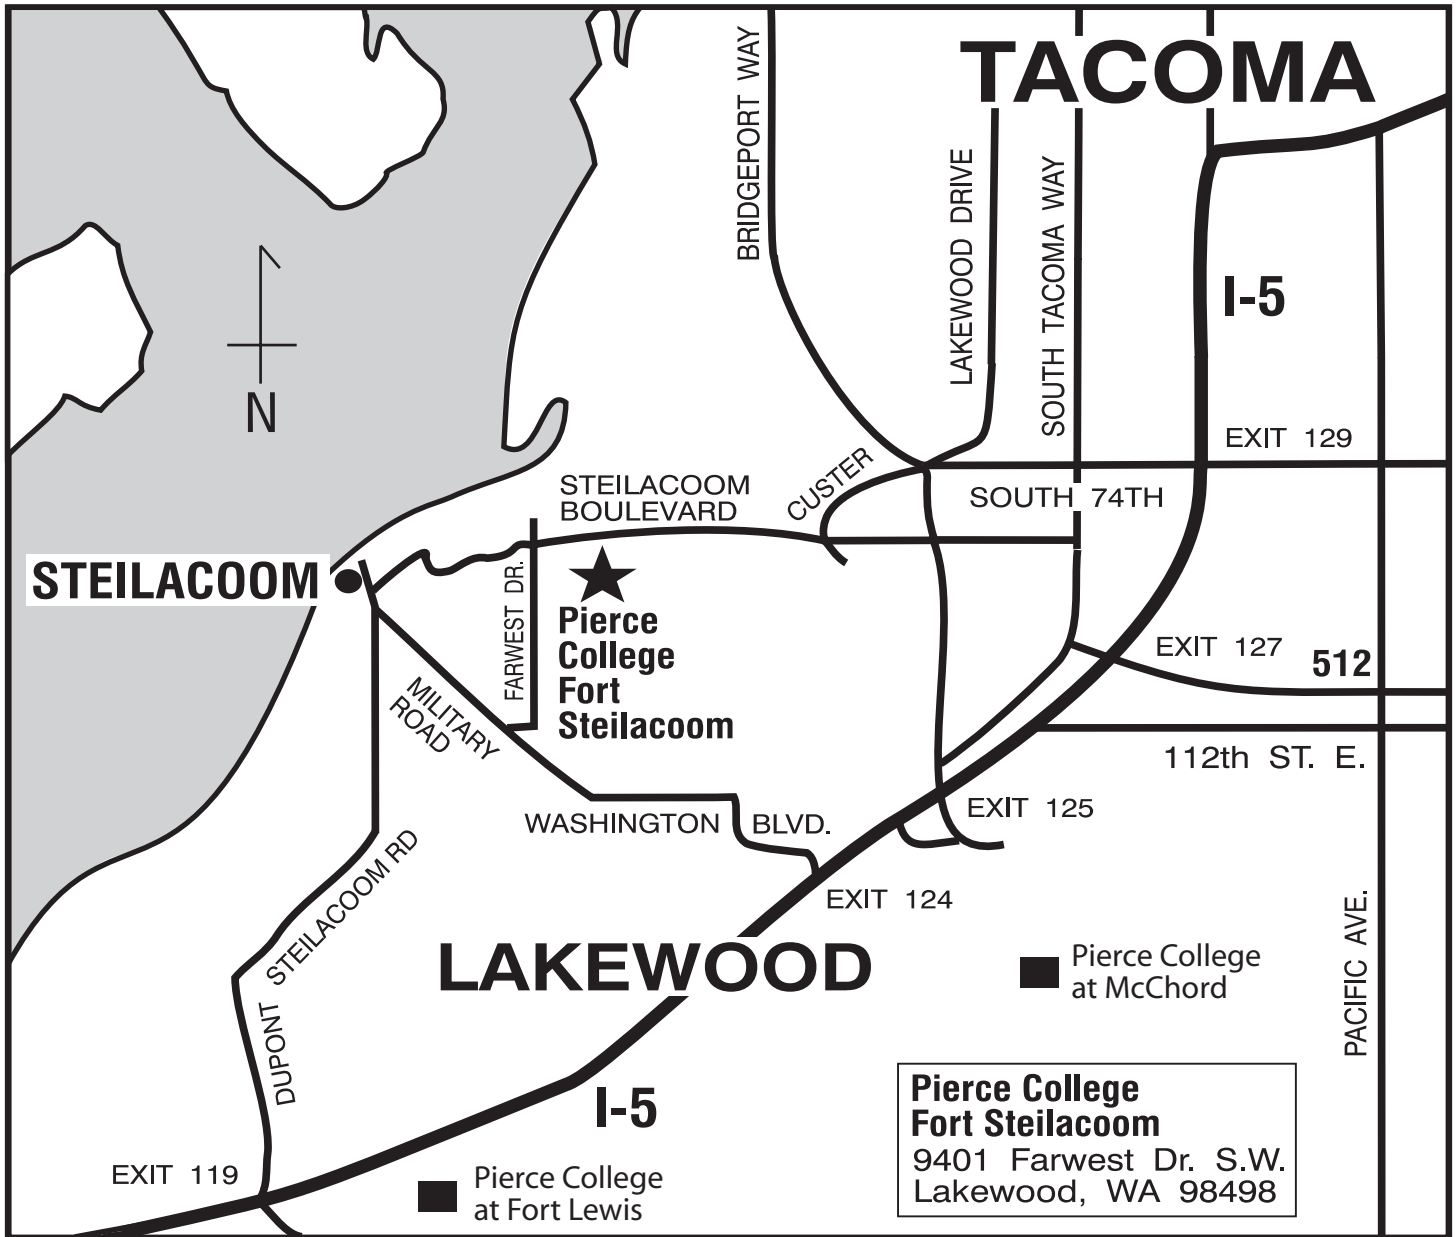 TACOMA
BRIDGEPORT WAY
LAKEWOOD DRIVE
SOUTH TACOMA WAY
I-5
N
EXIT 129
CUSTER
STEILACOOM
BOULEVARD
SOUTH 74TH
STEILACOOM
FARWEST DR.
Pierce
College
Fort
Steilacoom
EXIT 127
512
MILITARY
ROAD
112th ST. E.
WASHINGTON BLVD.
EXIT 125
DUPONT STEILACOOM RD
EXIT 124
LAKEWOOD
Pierce College
at McChord
PACIFIC AVE.
I-5
EXIT 119
Pierce College
at Fort Lewis
Pierce College
Fort Steilacoom
9401 Farwest Dr. S.W.
Lakewood, WA 98498